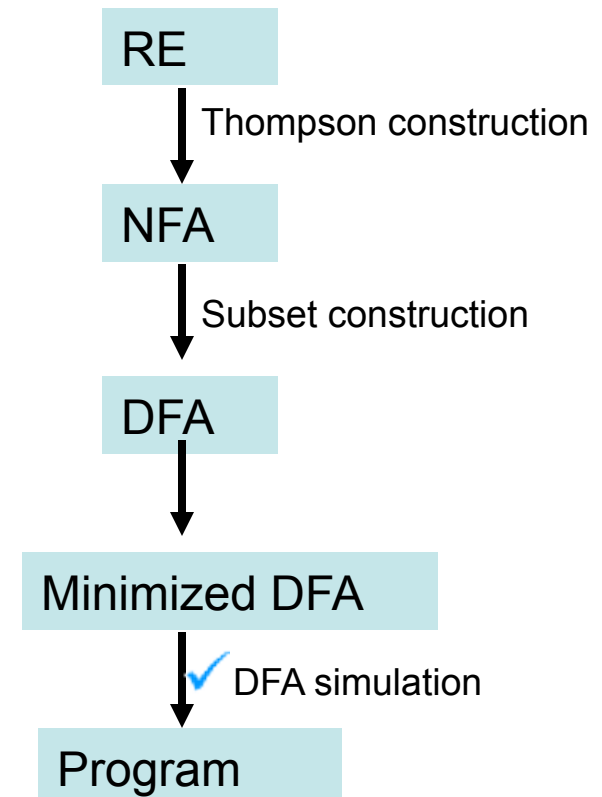 RE
Thompson construction
NFA
Subset construction
DFA
Minimized DFA
DFA simulation
Program